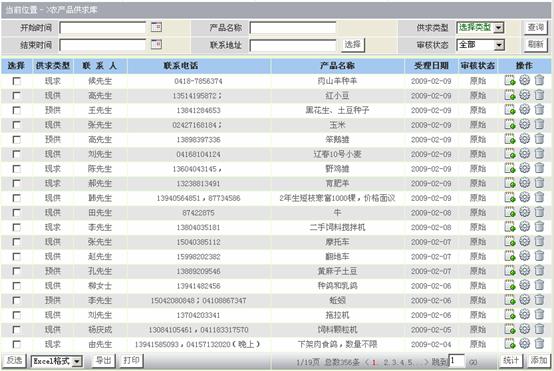 当前位置 - >农产品供求库
开始时间 产品名称 供求类型 选择类型 查询
结束时间 联系地址 选择 审核状态 全部 刷新
选择 供求类型 联 系 人 联系电话 产品名称 受理日期 审核状态 操作
现求 候先生 0418-7856374 肉山羊种羊 2009-02-09 原始
现供 高先生 13514195872; 红小豆 2009-02-09 原始
预供 王先生 13841284653 黑花生、土豆种子 2009-02-09 原始
现供 张先生 02427168184; 玉米 2009-02-09 原始
预供 高先生 13898397336 笨鹅雏 2009-02-09 原始
现供 刘先生 04168104124 辽春10号小麦 2009-02-09 原始
现求 陈先生 13604043145, 野鸡雏 2009-02-09 原始
现求 郝先生 13238813491 育肥羊 2009-02-09 原始
现供 韩先生 13940564851,87734586 2年生短枝寒富1000棵,价格面议 2009-02-09 原始
现供 田先生 87422875 牛 2009-02-08 原始
现求 李先生 13804035181 二手饲料搅拌机 2009-02-08 原始
现供 张先生 15040385112 摩托车 2009-02-07 原始
现供 赵先生 15998202382 翻地车 2009-02-07 原始
预供 孔先生 13889209546 黄麻子土豆 2009-02-07 原始
现供 柳女士 13941482456 种鸽和乳鸽 2009-02-07 原始
预供 李先生 15042080848;04108867347 蚯蚓 2009-02-05 原始
现供 刘先生 13704203341 拖拉机 2009-02-06 原始
现供 杨庆成 13084105461,041183317570 饲料颗粒机 2009-02-05 原始
现求 由先生 13941585093,04157132020(晚上) 下架肉食鸽,数量不限 2009-02-04 原始
反选 Excel格式 导出 打印 1/19页 总数356条 < 1. 2. 3. 4. 5. . . > 跳到 1 GO 统计 添加